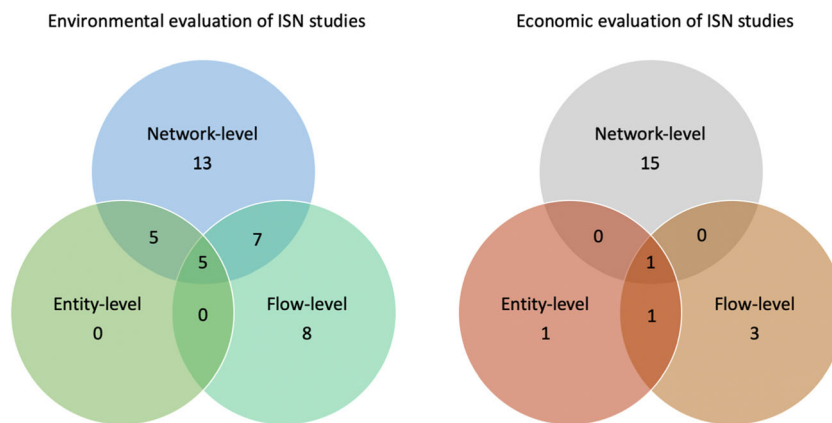 Environmental evaluation of ISN studies
Network-level
13
5
7
5
Entity-level
0
0
Flow-level
8
Economic evaluation of ISN studies
Network-level
15
0
0
1
Entity-level
1
1
Flow-level
3